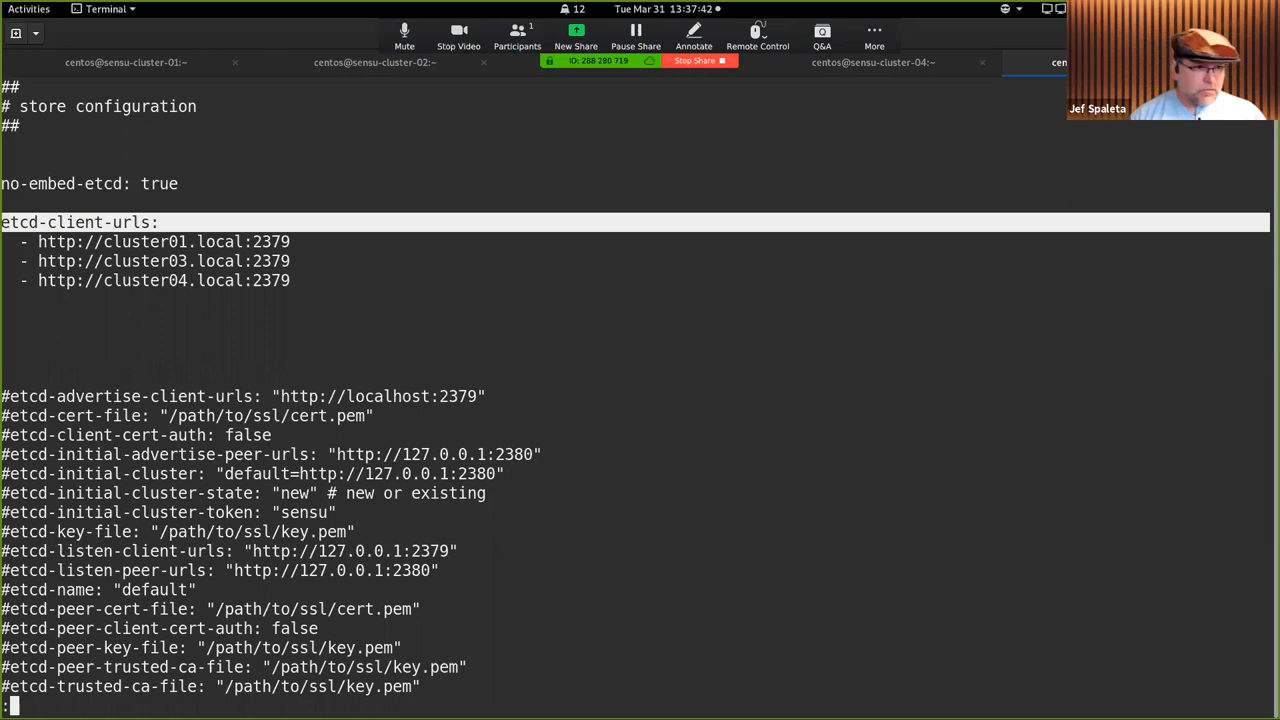 Activities
Terminal
12
Tue Mar 31 13:37:42
Mute
Stop Video
Participants
1
New Share
Pause Share
Annotate
Remote Control
Q&A
More
ID: 288 280 719
Stop Share
centos@sensu-cluster-01:~
centos@sensu-cluster-02:~
centos@sensu-cluster-04:~
cen
Jef Spaleta
##
# store configuration
##
no-embed-etcd: true
etcd-client-urls:
- http://cluster01.local:2379
- http://cluster03.local:2379
- http://cluster04.local:2379
#etcd-advertise-client-urls: "http://localhost:2379"
#etcd-cert-file: "/path/to/ssl/cert.pem"
#etcd-client-cert-auth: false
#etcd-initial-advertise-peer-urls: "http://127.0.0.1:2380"
#etcd-initial-cluster: "default=http://127.0.0.1:2380"
#etcd-initial-cluster-state: "new" # new or existing
#etcd-initial-cluster-token: "sensu"
#etcd-key-file: "/path/to/ssl/key.pem"
#etcd-listen-client-urls: "http://127.0.0.1:2379"
#etcd-listen-peer-urls: "http://127.0.0.1:2380"
#etcd-name: "default"
#etcd-peer-cert-file: "/path/to/ssl/cert.pem"
#etcd-peer-client-cert-auth: false
#etcd-peer-key-file: "/path/to/ssl/key.pem"
#etcd-peer-trusted-ca-file: "/path/to/ssl/key.pem"
#etcd-trusted-ca-file: "/path/to/ssl/key.pem"
: